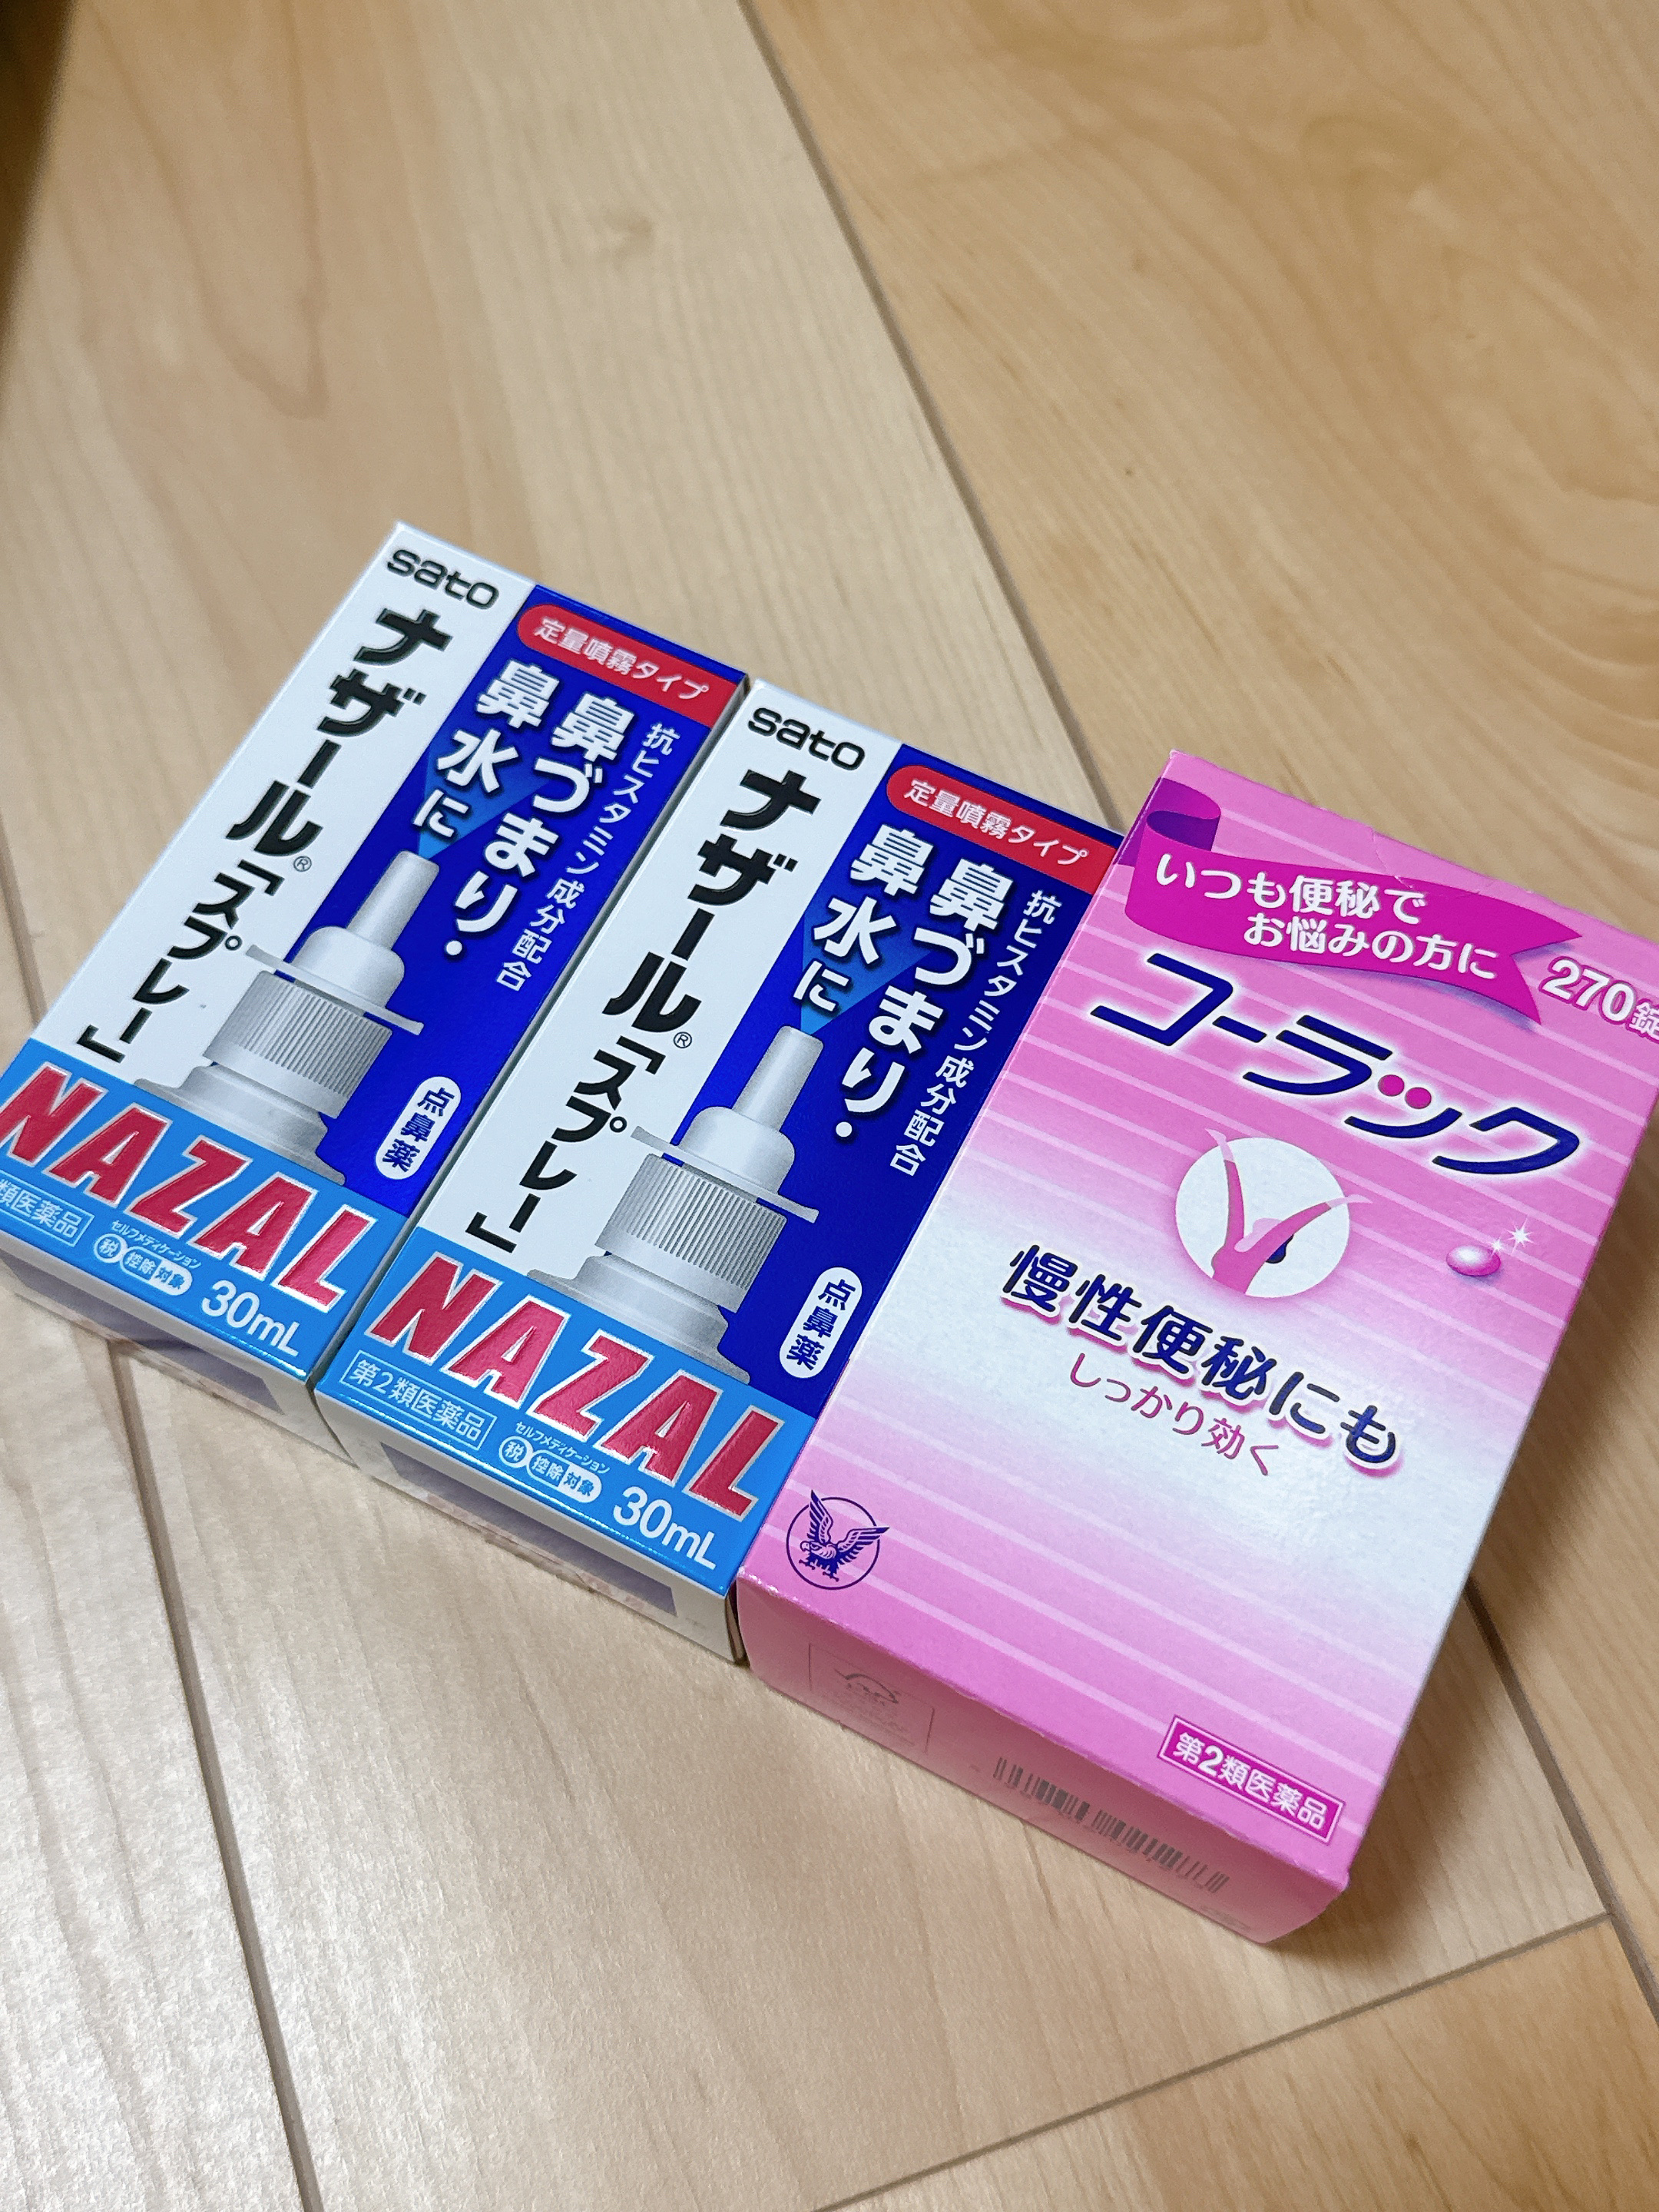 sato
ナザール®「スプレー」
定量噴霧タイプ
抗ヒスタミン成分配合
鼻づまり・
鼻水に
点鼻薬
NAZAL
類医薬品
セルフメディケーション
税 控除対象
30mL
sato
ナザール®「スプレー」
定量噴霧タイプ
抗ヒスタミン成分配合
鼻づまり・
鼻水に
点鼻薬
NAZAL
第2類医薬品
セルフメディケーション
税 控除対象
30mL
いつも便秘で
お悩みの方に
270錠
コーラック
慢性便秘にも
しっかり効く
第2類医薬品